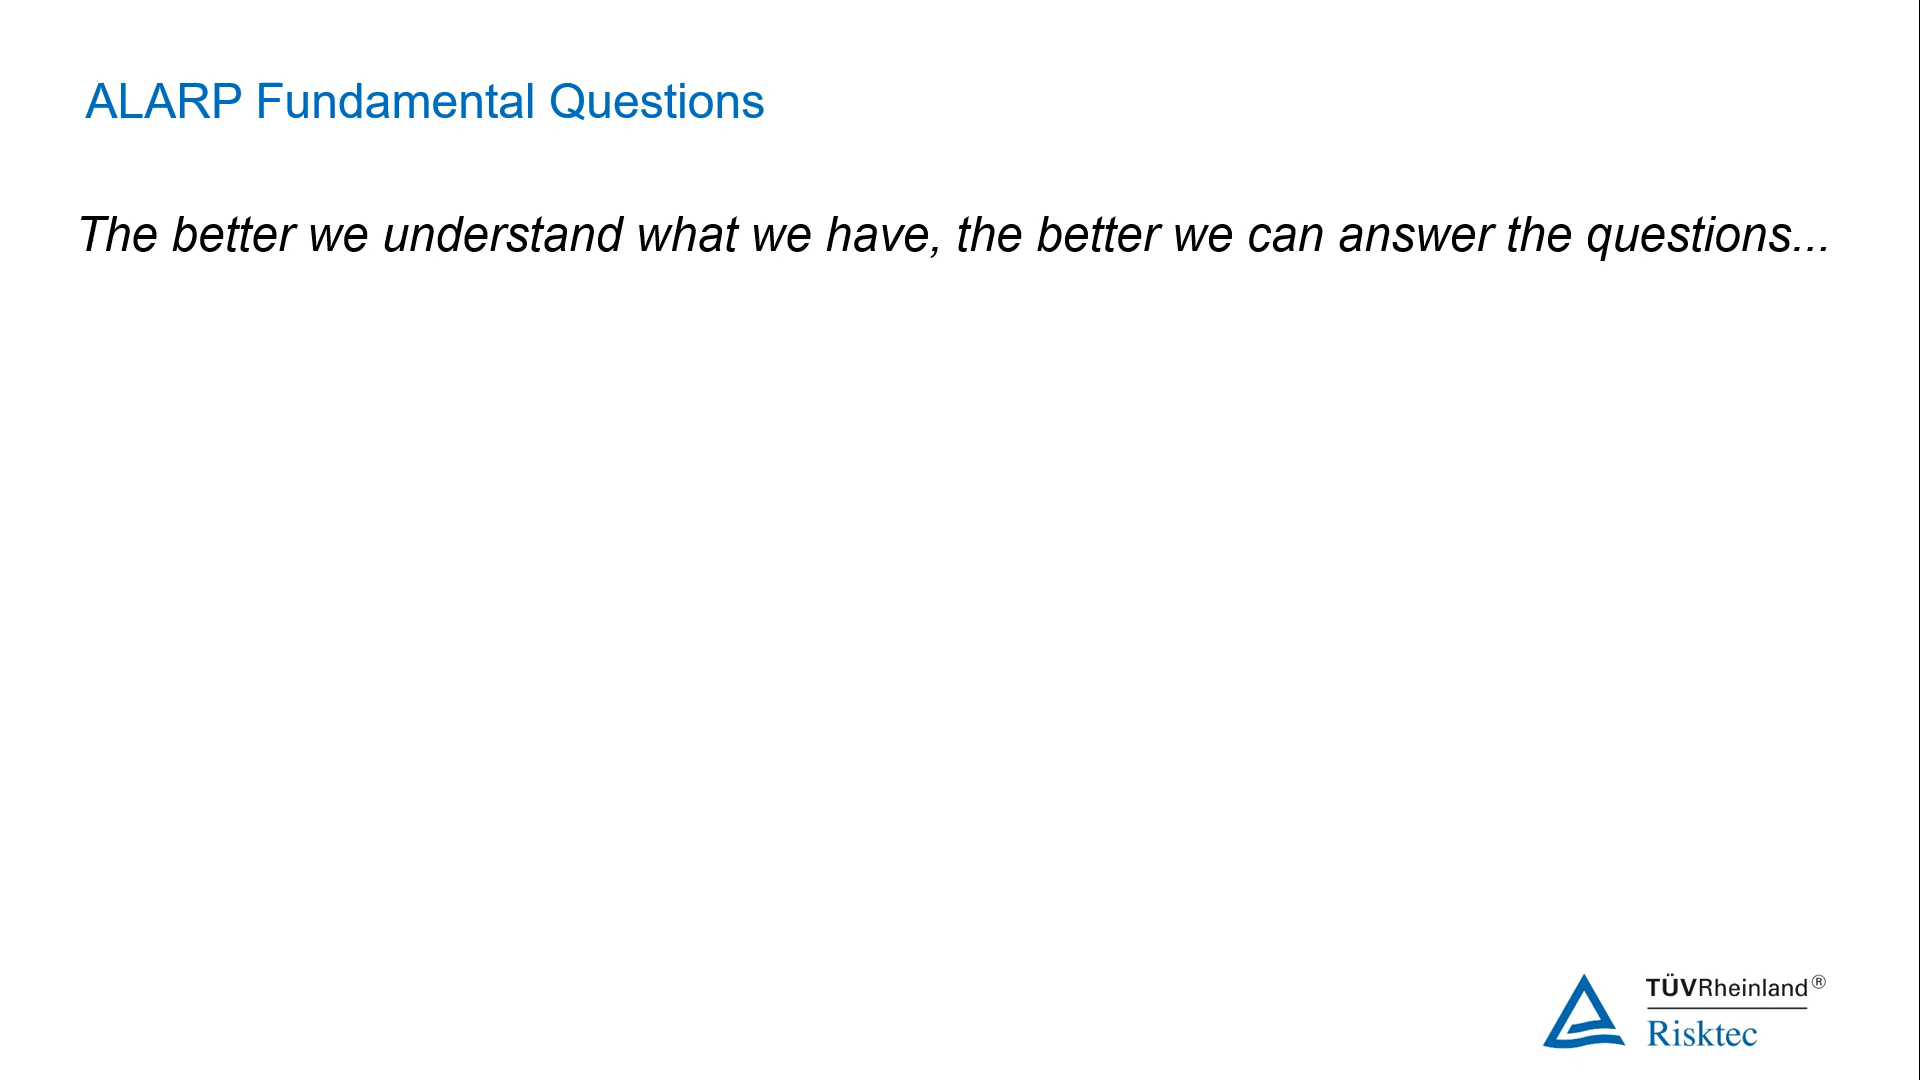 ALARP Fundamental Questions
The better we understand what we have, the better we can answer the questions...
TÜVRheinland®
Risktec